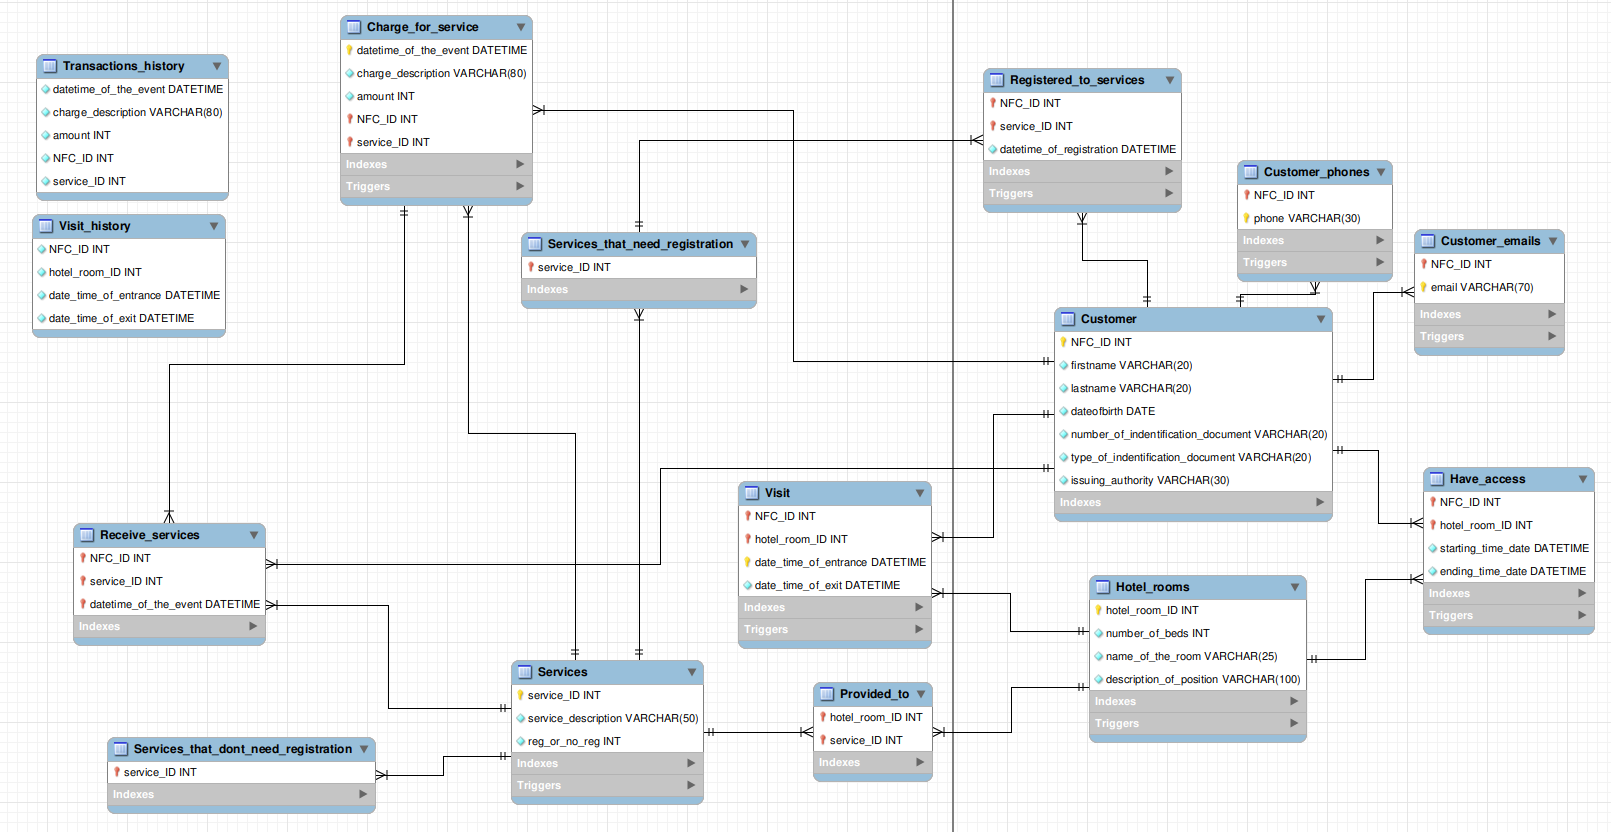 Charge_for_service
datetime_of_the_event DATETIME
charge_description VARCHAR(80)
amount INT
NFC_ID INT
service_ID INT
Indexes
Triggers
Transactions_history
datetime_of_the_event DATETIME
charge_description VARCHAR(80)
amount INT
NFC_ID INT
service_ID INT
Visit_history
NFC_ID INT
hotel_room_ID INT
date_time_of_entrance DATETIME
date_time_of_exit DATETIME
Services_that_need_registration
service_ID INT
Indexes
Registered_to_services
NFC_ID INT
service_ID INT
datetime_of_registration DATETIME
Indexes
Triggers
Customer_phones
NFC_ID INT
phone VARCHAR(30)
Indexes
Triggers
Customer_emails
NFC_ID INT
email VARCHAR(70)
Indexes
Triggers
Customer
NFC_ID INT
firstname VARCHAR(20)
lastname VARCHAR(20)
dateofbirth DATE
number_of_indentification_document VARCHAR(20)
type_of_indentification_document VARCHAR(20)
issuing_authority VARCHAR(30)
Indexes
Have_access
NFC_ID INT
hotel_room_ID INT
starting_time_date DATETIME
ending_time_date DATETIME
Indexes
Triggers
Visit
NFC_ID INT
hotel_room_ID INT
date_time_of_entrance DATETIME
date_time_of_exit DATETIME
Indexes
Triggers
Receive_services
NFC_ID INT
service_ID INT
datetime_of_the_event DATETIME
Indexes
Hotel_rooms
hotel_room_ID INT
number_of_beds INT
name_of_the_room VARCHAR(25)
description_of_position VARCHAR(100)
Indexes
Triggers
Services
service_ID INT
service_description VARCHAR(50)
reg_or_no_reg INT
Indexes
Triggers
Provided_to
hotel_room_ID INT
service_ID INT
Indexes
Services_that_dont_need_registration
service_ID INT
Indexes